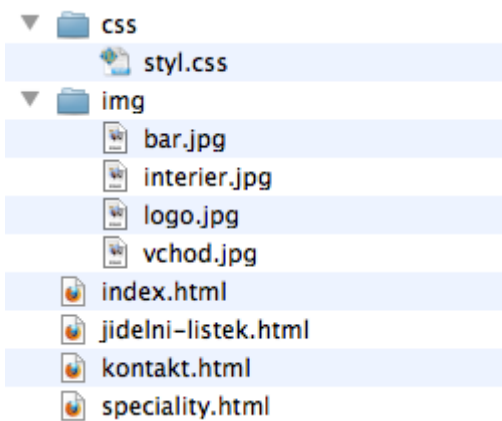 css
styl.css
img
bar.jpg
interier.jpg
logo.jpg
vchod.jpg
index.html
jidelni-listek.html
kontakt.html
speciality.html